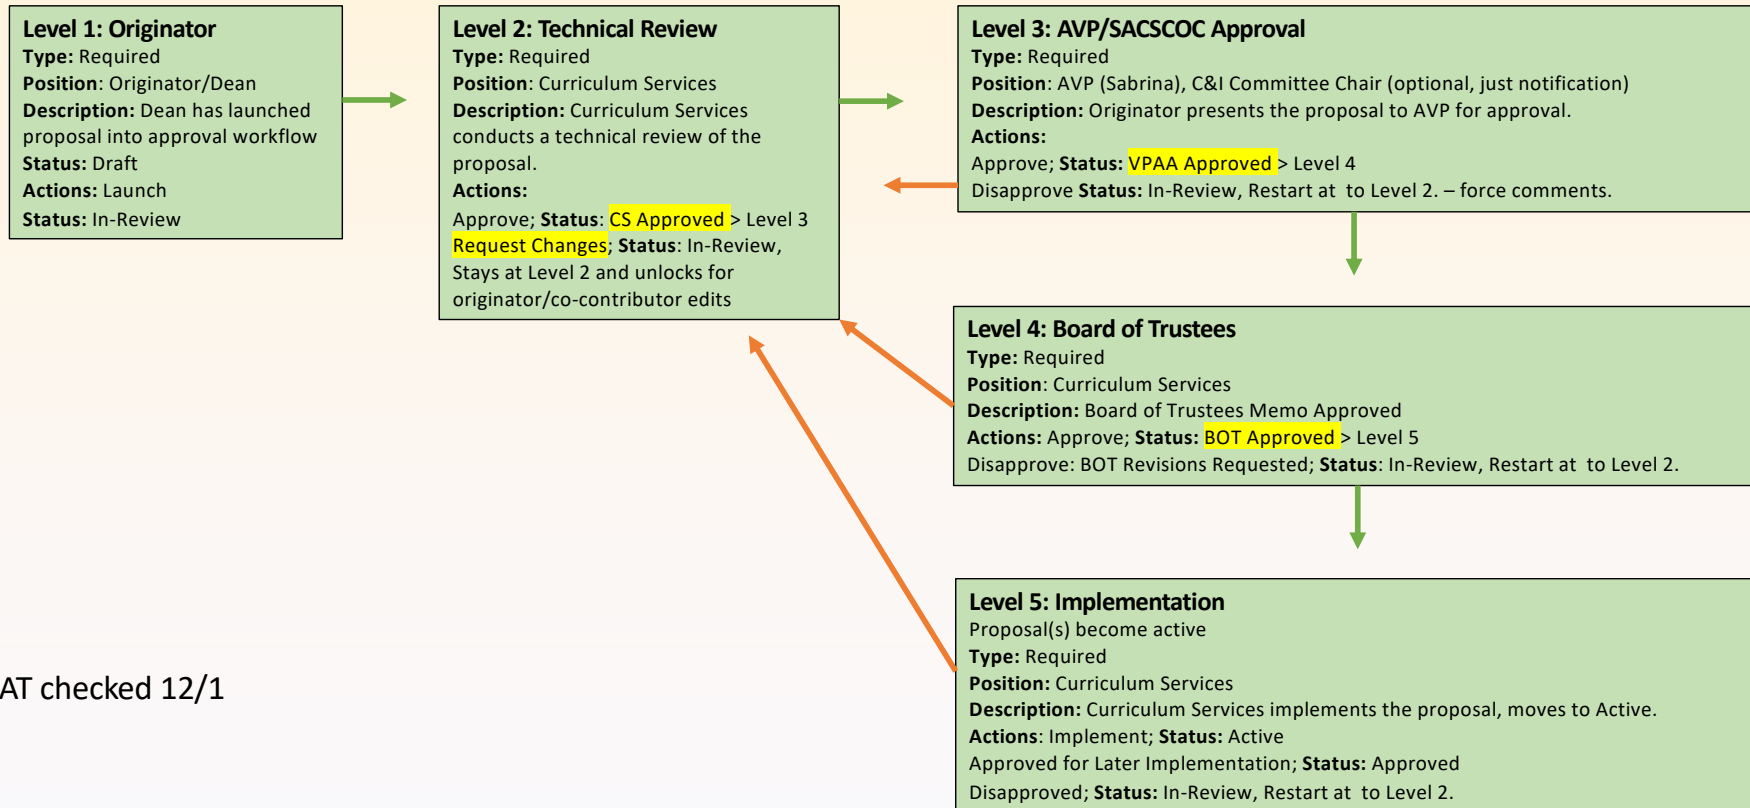 Level 1: Originator
Type: Required
Position: Originator/Dean
Description: Dean has launched
proposal into approval workflow
Status: Draft
Actions: Launch
Status: In-Review
Level 2: Technical Review
Type: Required
Position: Curriculum Services
Description: Curriculum Services
conducts a technical review of the
proposal.
Actions:
Approve; Status: CS Approved > Level 3
Request Changes; Status: In-Review,
Stays at Level 2 and unlocks for
originator/co-contributor edits
Level 3: AVP/SACSCOC Approval
Type: Required
Position: AVP (Sabrina), C&I Committee Chair (optional, just notification)
Description: Originator presents the proposal to AVP for approval.
Actions:
Approve; Status: VPAA Approved > Level 4
Disapprove Status: In-Review, Restart at  to Level 2. – force comments.
Level 4: Board of Trustees
Type: Required
Position: Curriculum Services
Description: Board of Trustees Memo Approved
Actions: Approve; Status: BOT Approved > Level 5
Disapprove: BOT Revisions Requested; Status: In-Review, Restart at  to Level 2.
Level 5: Implementation
Proposal(s) become active
Type: Required
Position: Curriculum Services
Description: Curriculum Services implements the proposal, moves to Active.
Actions: Implement; Status: Active
Approved for Later Implementation; Status: Approved
Disapproved; Status: In-Review, Restart at  to Level 2.
AT checked 12/1